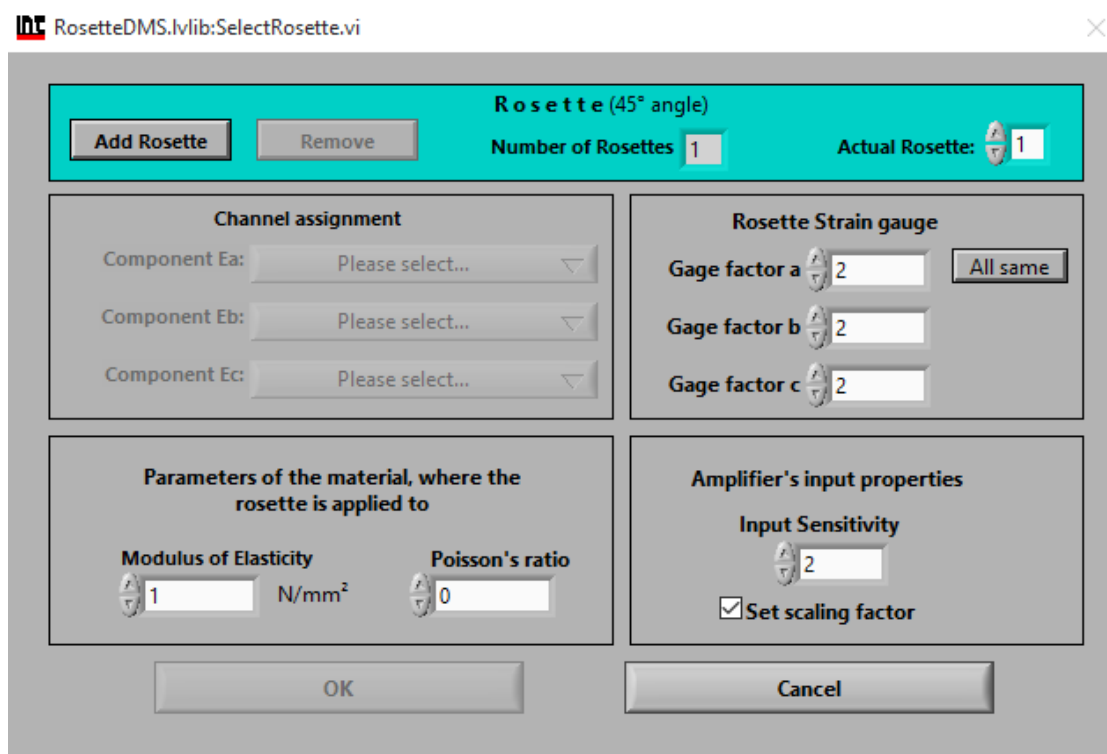 INT RosetteDMS.lvlib:SelectRosette.vi
Rosette (45° angle)
Add Rosette Remove Number of Rosettes 1 Actual Rosette: 1
Channel assignment
Component Ea: Please select...
Component Eb: Please select...
Component Ec: Please select...
Rosette Strain gauge
Gage factor a 2 All same
Gage factor b 2
Gage factor c 2
Parameters of the material, where the
rosette is applied to
Modulus of Elasticity Poisson's ratio
1 N/mm² 0
Amplifier's input properties
Input Sensitivity
2
Set scaling factor
OK Cancel